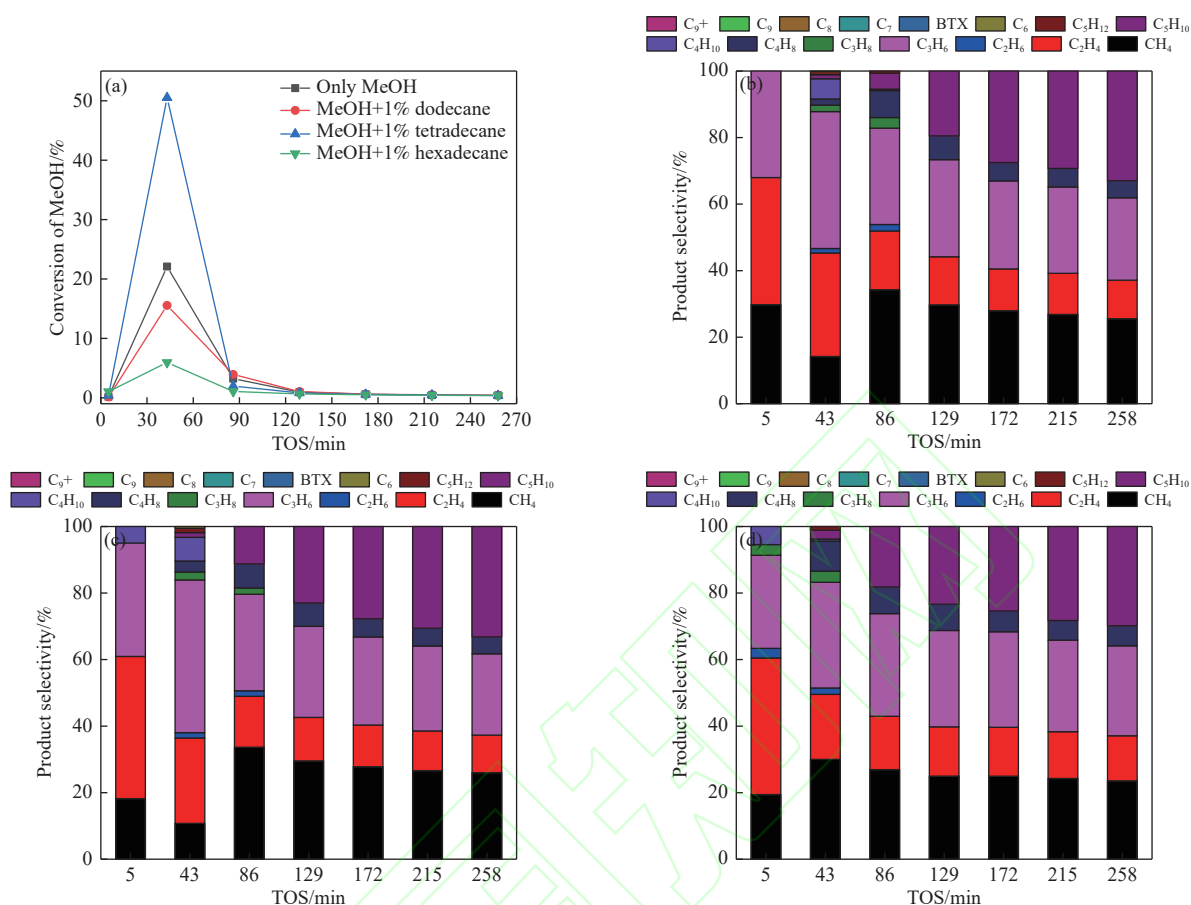 C₉+ C₉ C₈ C₇ BTX C₆ C₅H₁₂ C₅H₁₀
C₄H₁₀ C₄H₈ C₃H₈ C₃H₆ C₂H₆ C₂H₄ CH₄
(a)
Only MeOH
MeOH+1% dodecane
MeOH+1% tetradecane
MeOH+1% hexadecane
Conversion of MeOH/%
50
40
30
20
10
0
0 30 60 90 120 150 180 210 240 270
TOS/min
(b)
Product selectivity/%
100
80
60
40
20
0
5 43 86 129 172 215 258
TOS/min
C₉+ C₉ C₈ C₇ BTX C₆ C₅H₁₂ C₅H₁₀
C₄H₁₀ C₄H₈ C₃H₈ C₃H₆ C₂H₆ C₂H₄ CH₄
(c)
Product selectivity/%
100
80
60
40
20
0
5 43 86 129 172 215 258
TOS/min
C₉+ C₉ C₈ C₇ BTX C₆ C₅H₁₂ C₅H₁₀
C₄H₁₀ C₄H₈ C₃H₈ C₃H₆ C₂H₆ C₂H₄ CH₄
(d)
Product selectivity/%
100
80
60
40
20
0
5 43 86 129 172 215 258
TOS/min